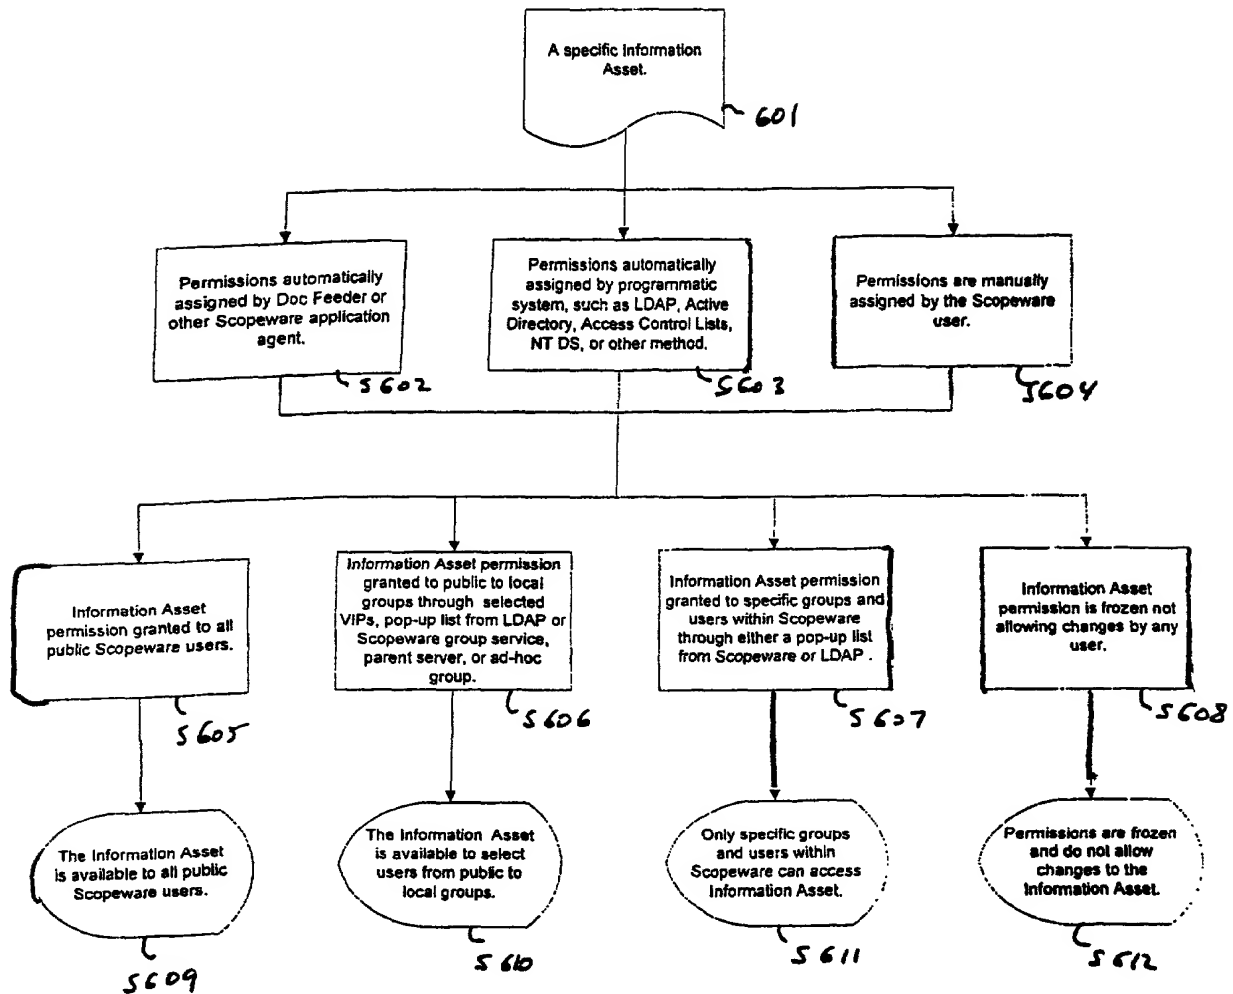 A specific Information
Asset.
601
Permissions automatically
assigned by Doc Feeder or
other Scopeware application
agent.
S602
Permissions automatically
assigned by programmatic
system, such as LDAP, Active
Directory, Access Control Lists,
NT DS, or other method.
S603
Permissions are manually
assigned by the Scopeware
user.
S604
Information Asset
permission granted to all
public Scopeware users.
S605
Information Asset permission
granted to public to local
groups through selected
VIPs, pop-up list from LDAP or
Scopeware group service,
parent server, or ad-hoc
group.
S606
Information Asset permission
granted to specific groups and
users within Scopeware
through either a pop-up list
from Scopeware or LDAP .
S607
Information Asset
permission is frozen not
allowing changes by any
user.
S608
The Information Asset
is available to all public
Scopeware users.
S609
The Information Asset
is available to select
users from public to
local groups.
S610
Only specific groups
and users within
Scopeware can access
Information Asset.
S611
Permissions are frozen
and do not allow
changes to the
Information Asset.
S612